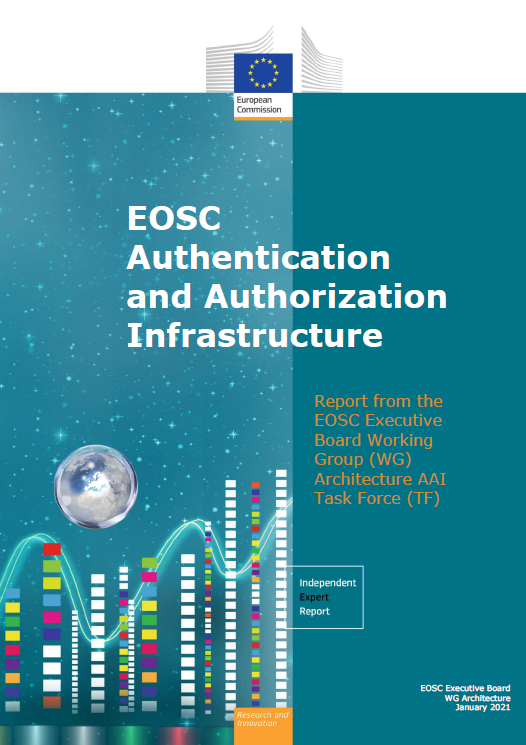 European
Commission
EOSC
Authentication
and Authorization
Infrastructure
Report from the
EOSC Executive
Board Working
Group (WG)
Architecture AAI
Task Force (TF)
Independent
Expert
Report
EOSC Executive Board
WG Architecture
January 2021
Research and
Innovation